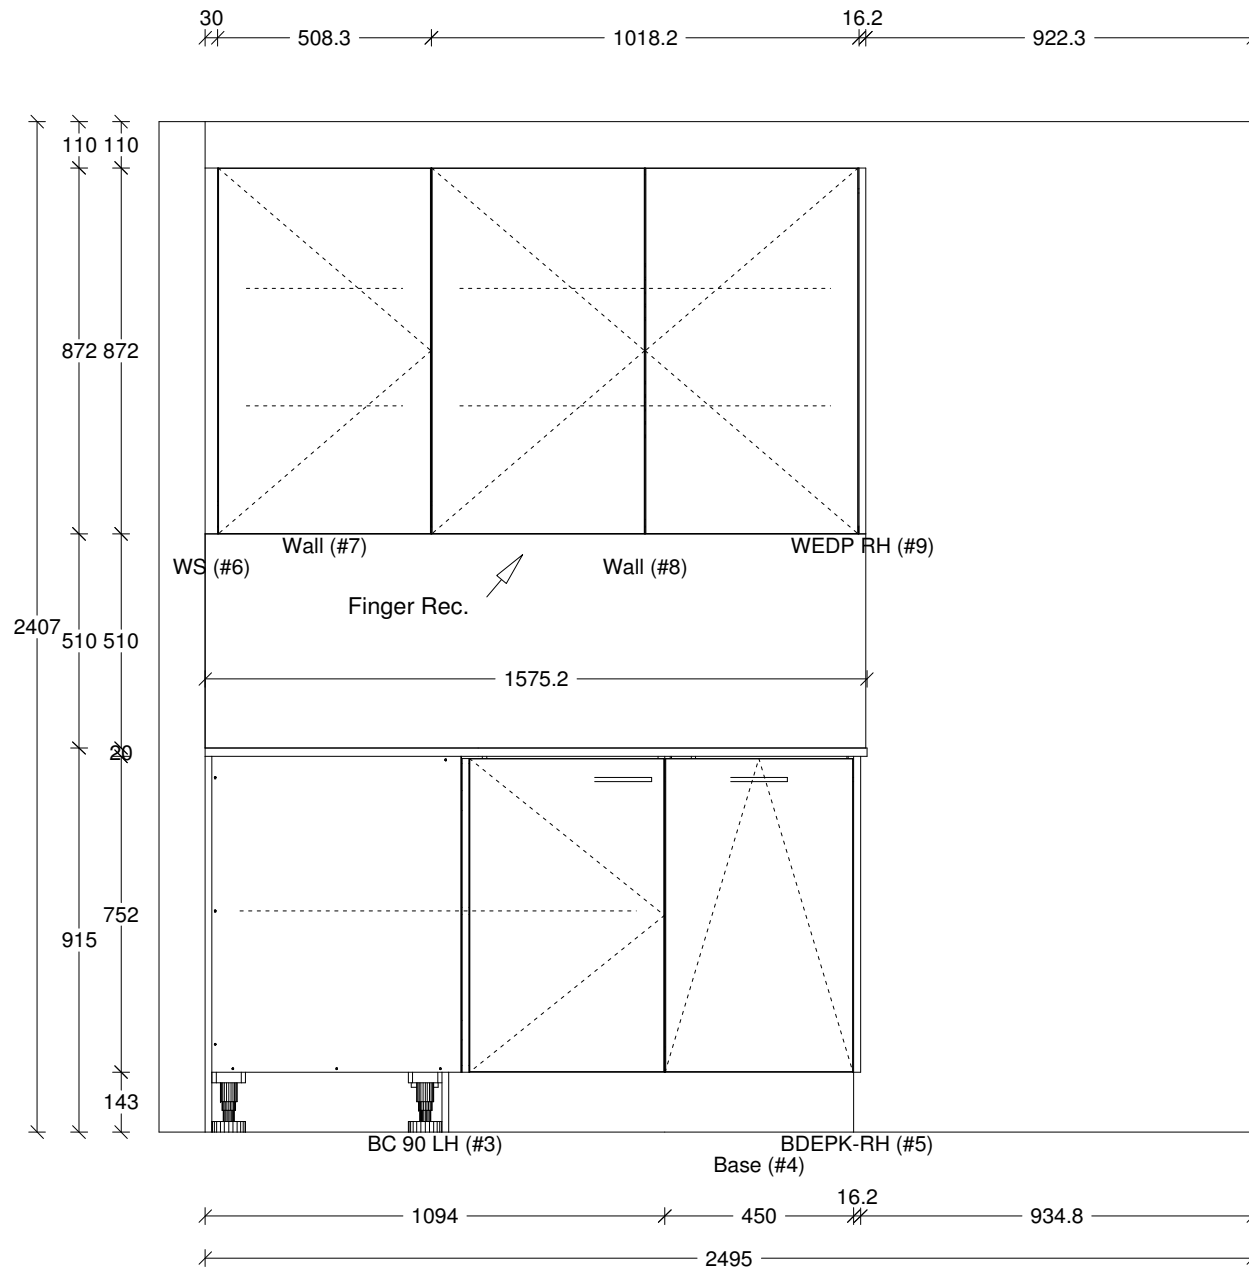 30 16.2
508.3 1018.2 922.3
110 110
872 872
Wall (#7) WEDP RH (#9)
WS (#6) Wall (#8)
Finger Rec.
2407
510 510
1575.2
20
752
915
143
BC 90 LH (#3) BDEPK-RH (#5)
Base (#4)
16.2
1094 450 934.8
2495